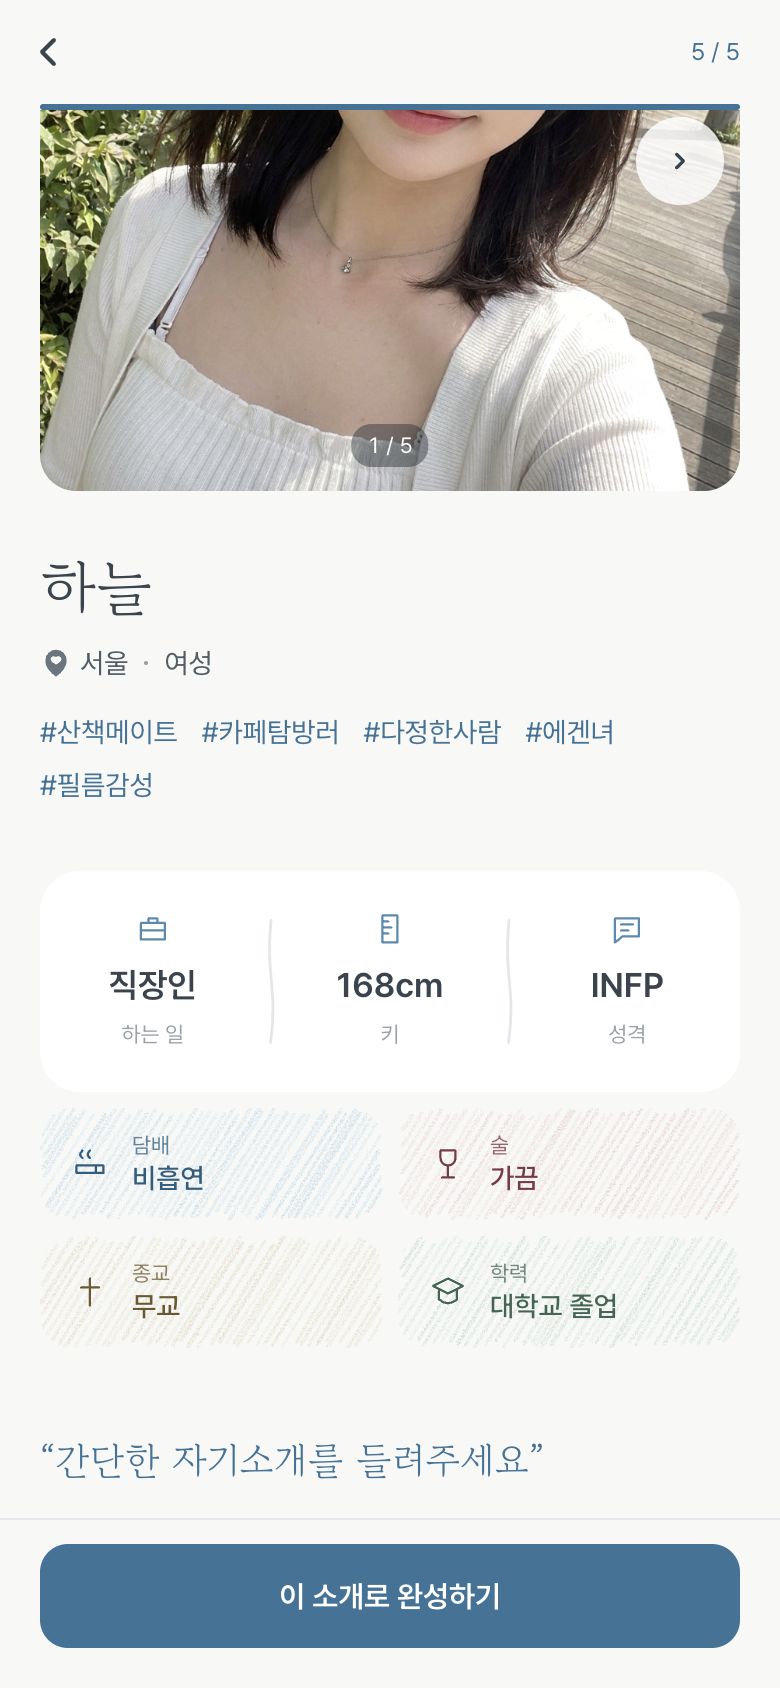 5 / 5
1 / 5
하늘
서울 · 여성
#산책메이트 #카페탐방러 #다정한사람 #에겐녀
#필름감성
직장인 168cm INFP
하는 일 키 성격
담배 술
비흡연 가끔
종교 학력
무교 대학교 졸업
“간단한 자기소개를 들려주세요”
이 소개로 완성하기